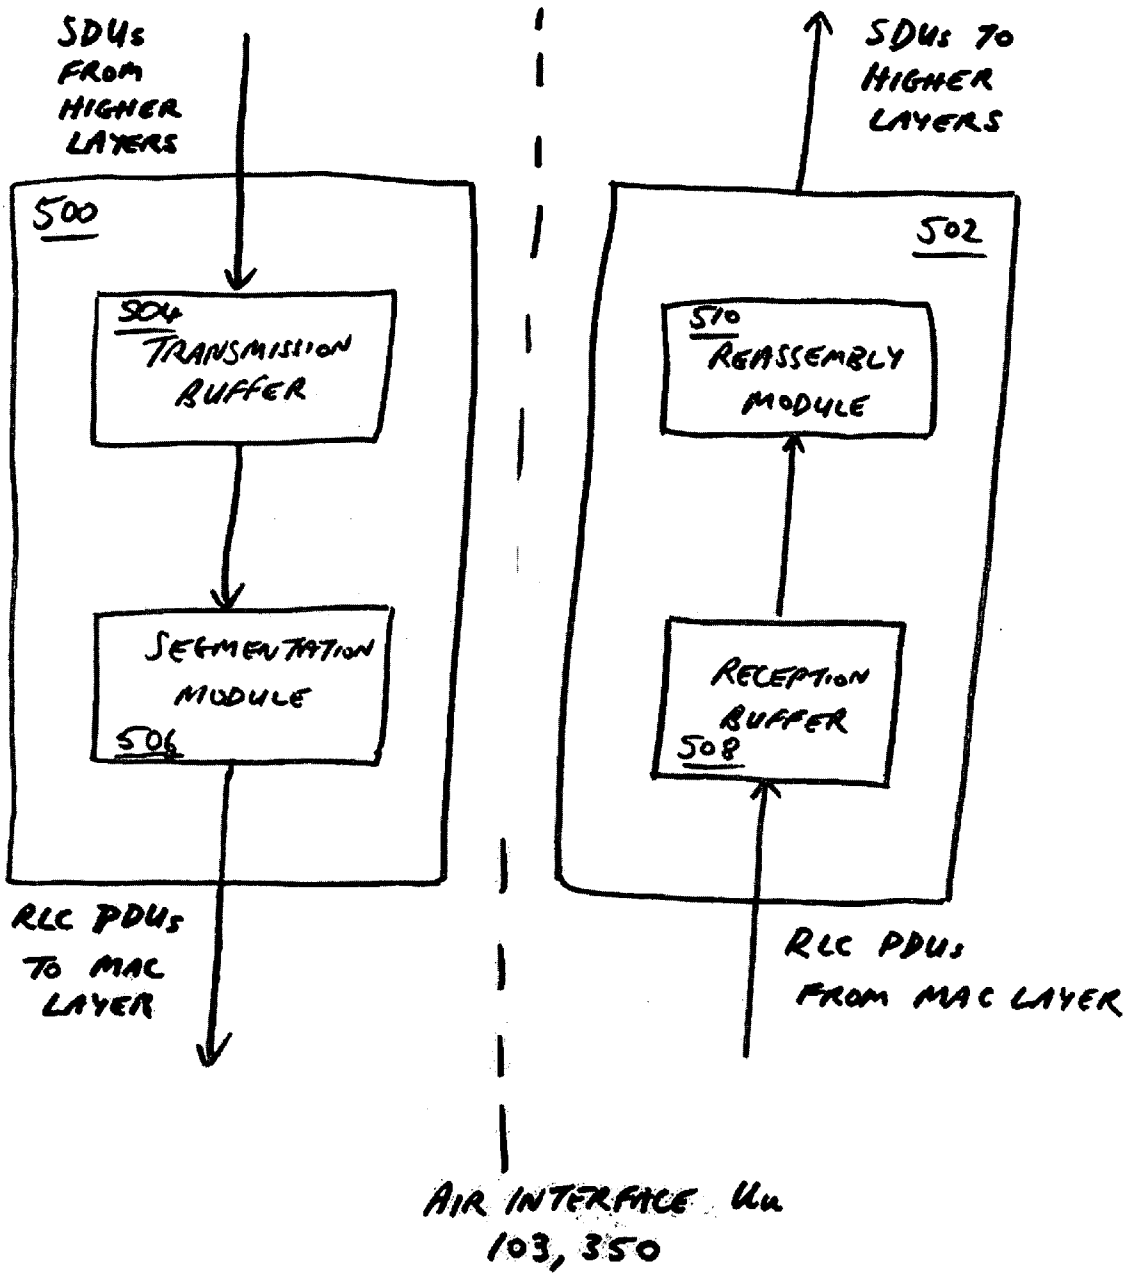 SDUs
FROM
HIGHER
LAYERS
500
504
TRANSMISSION
BUFFER
SEGMENTATION
MODULE
506
RLC PDUs
TO MAC
LAYER
SDUs TO
HIGHER
LAYERS
502
510
REASSEMBLY
MODULE
RECEPTION
BUFFER
508
RLC PDUs
FROM MAC LAYER
AIR INTERFACE Uu
103, 350